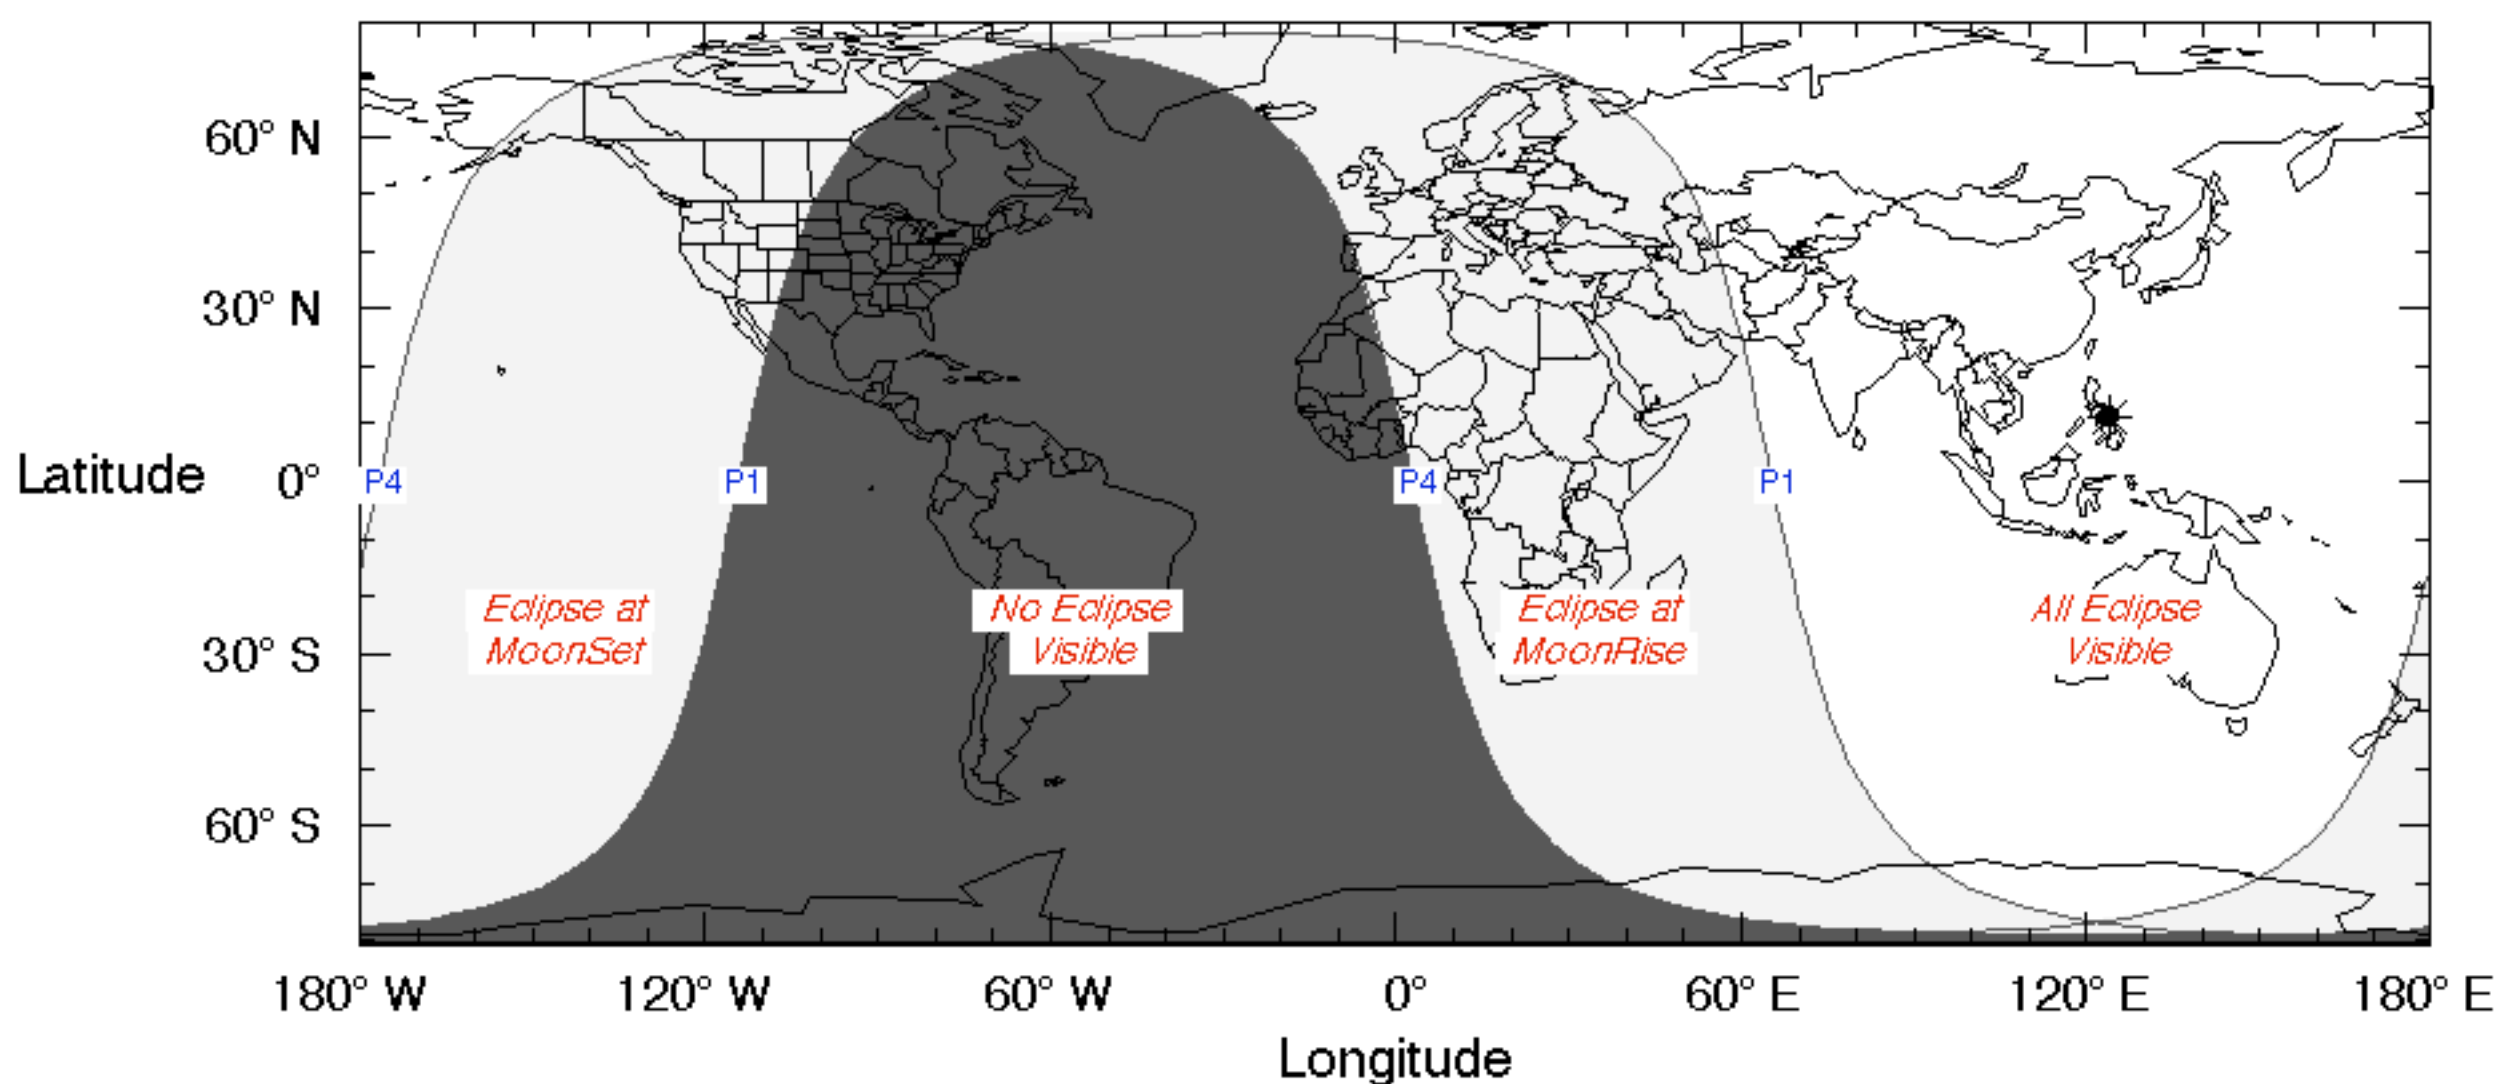 60° N
30° N
Latitude 0°
P4 P1 P4 P1
Eclipse at No Eclipse Eclipse at All Eclipse
MoonSet Visible MoonRise Visible
30° S
60° S
180° W 120° W 60° W 0° 60° E 120° E 180° E
Longitude